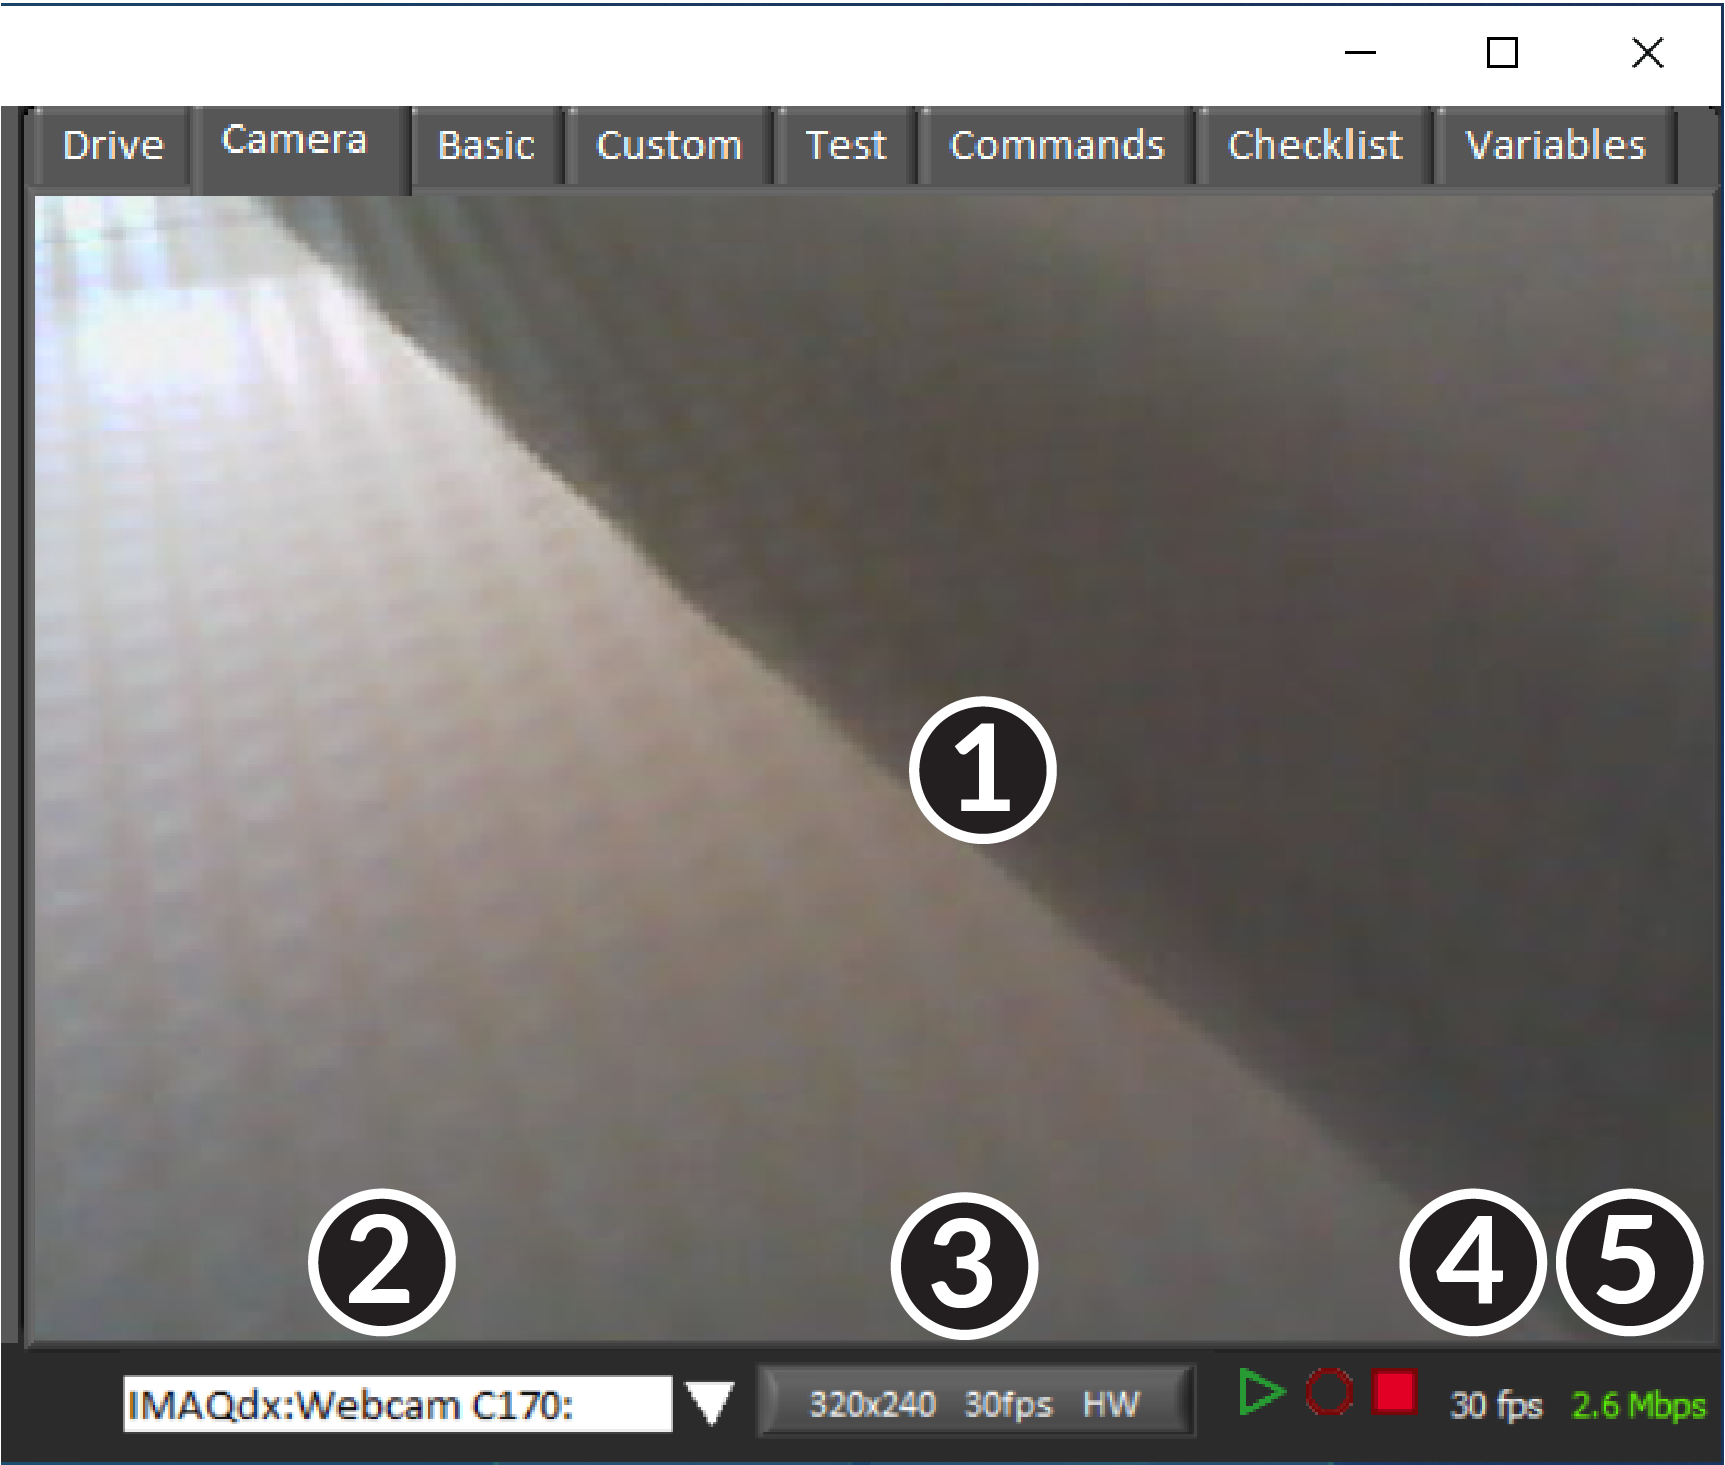 Drive Camera Basic Custom Test Commands Checklist Variables
1
2 3 4 5
IMAQdx:Webcam C170: 320x240 30fps HW 30 fps 2.6 Mbps